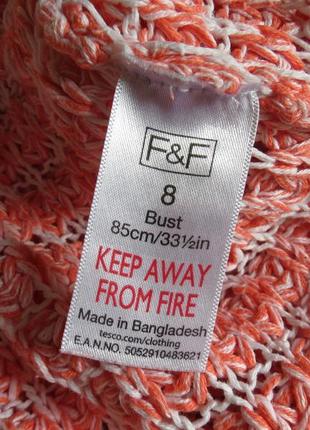 F&F
8
Bust
85cm/33½in
KEEP AWAY
FROM FIRE
Made in Bangladesh
tesco.com/clothing
E.A.N.NO. 5052910483621